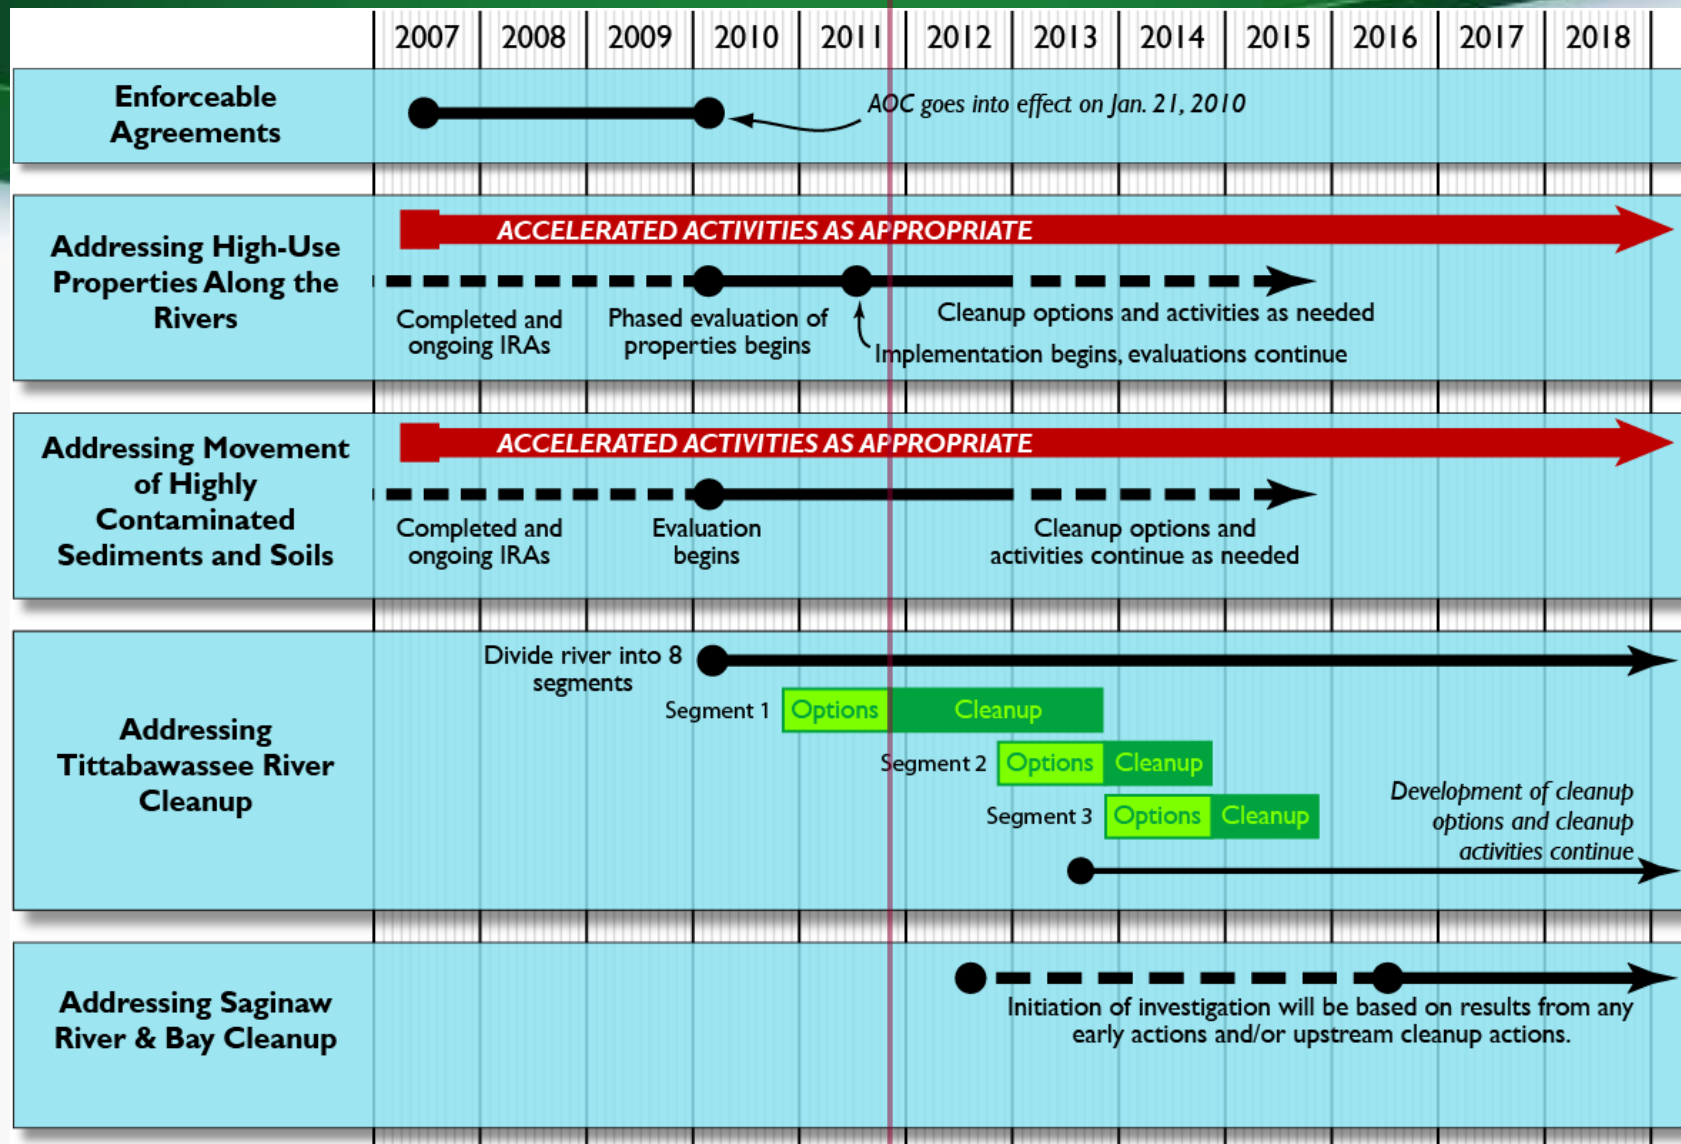 2007 2008 2009 2010 2011 2012 2013 2014 2015 2016 2017 2018
Enforceable
Agreements
AOC goes into effect on Jan. 21, 2010
Addressing High-Use
Properties Along the
Rivers
ACCELERATED ACTIVITIES AS APPROPRIATE
Completed and
ongoing IRAs
Phased evaluation of
properties begins
Cleanup options and activities as needed
Implementation begins, evaluations continue
Addressing Movement
of Highly
Contaminated
Sediments and Soils
ACCELERATED ACTIVITIES AS APPROPRIATE
Completed and
ongoing IRAs
Evaluation
begins
Cleanup options and
activities continue as needed
Addressing
Tittabawassee River
Cleanup
Divide river into 8
segments
Segment 1 Options Cleanup
Segment 2 Options Cleanup
Segment 3 Options Cleanup
Development of cleanup
options and cleanup
activities continue
Addressing Saginaw
River & Bay Cleanup
Initiation of investigation will be based on results from any
early actions and/or upstream cleanup actions.